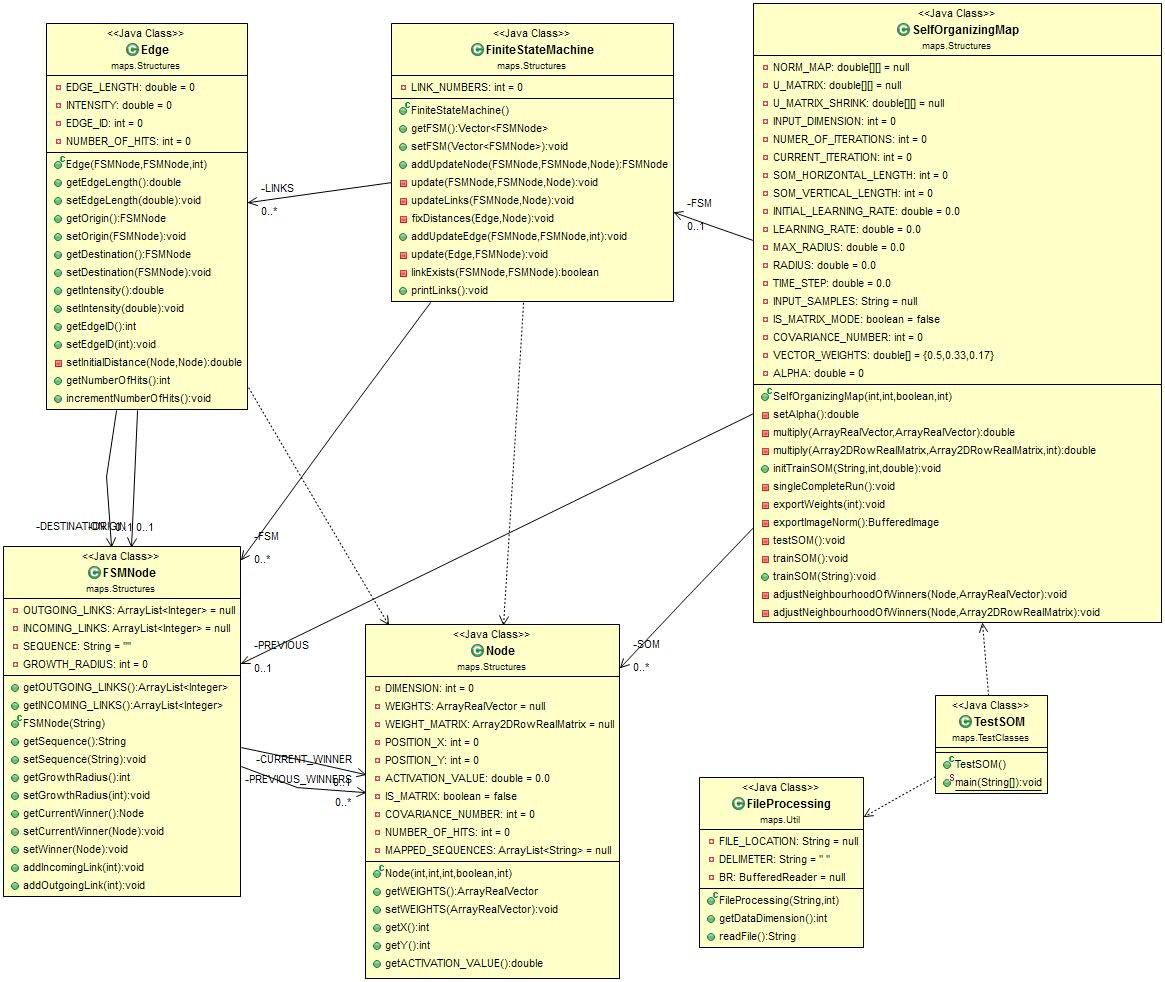 <<Java Class>>
Edge
maps.Structures
EDGE_LENGTH: double = 0
INTENSITY: double = 0
EDGE_ID: int = 0
NUMBER_OF_HITS: int = 0
Edge(FSMNode,FSMNode,int)
getEdgeLength():double
setEdgeLength(double):void
getOrigin():FSMNode
setOrigin(FSMNode):void
getDestination():FSMNode
setDestination(FSMNode):void
getIntensity():double
setIntensity(double):void
getEdgeID():int
setEdgeID(int):void
setInitialDistance(Node,Node):double
getNumberOfHits():int
incrementNumberOfHits():void
<<Java Class>>
FiniteStateMachine
maps.Structures
LINK_NUMBERS: int = 0
FiniteStateMachine()
getFSM():Vector<FSMNode>
setFSM(Vector<FSMNode>):void
addUpdateNode(FSMNode,FSMNode,Node):FSMNode
update(FSMNode,FSMNode,Node):void
updateLinks(FSMNode,Node):void
fixDistances(Edge,Node):void
addUpdateEdge(FSMNode,FSMNode,int):void
update(Edge,FSMNode):void
linkExists(FSMNode,FSMNode):boolean
printLinks():void
<<Java Class>>
SelfOrganizingMap
maps.Structures
NORM_MAP: double[][] = null
U_MATRIX: double[][] = null
U_MATRIX_SHRINK: double[][] = null
INPUT_DIMENSION: int = 0
NUMER_OF_ITERATIONS: int = 0
CURRENT_ITERATION: int = 0
SOM_HORIZONTAL_LENGTH: int = 0
SOM_VERTICAL_LENGTH: int = 0
INITIAL_LEARNING_RATE: double = 0.0
LEARNING_RATE: double = 0.0
MAX_RADIUS: double = 0.0
RADIUS: double = 0.0
TIME_STEP: double = 0.0
INPUT_SAMPLES: String = null
IS_MATRIX_MODE: boolean = false
COVARIANCE_NUMBER: int = 0
VECTOR_WEIGHTS: double[] = {0.5,0.33,0.17}
ALPHA: double = 0
SelfOrganizingMap(int,int,boolean,int)
setAlpha():double
multiply(ArrayRealVector,ArrayRealVector):double
multiply(Array2DRowRealMatrix,Array2DRowRealMatrix,int):double
initTrainSOM(String,int,double):void
singleCompleteRun():void
exportWeights(int):void
exportImageNorm():BufferedImage
testSOM():void
trainSOM():void
trainSOM(String):void
adjustNeighbourhoodOfWinners(Node,ArrayRealVector):void
adjustNeighbourhoodOfWinners(Node,Array2DRowRealMatrix):void
-LINKS
0..*
-FSM
0..1
-DESTINATION
-ORIGIN
0..1
0..1
-FSM
0..*
-PREVIOUS
0..1
-SOM
0..*
<<Java Class>>
FSMNode
maps.Structures
OUTGOING_LINKS: ArrayList<Integer> = null
INCOMING_LINKS: ArrayList<Integer> = null
SEQUENCE: String = ""
GROWTH_RADIUS: int = 0
getOUTGOING_LINKS():ArrayList<Integer>
getINCOMING_LINKS():ArrayList<Integer>
FSMNode(String)
getSequence():String
setSequence(String):void
getGrowthRadius():int
setGrowthRadius(int):void
getCurrentWinner():Node
setCurrentWinner(Node):void
setWinner(Node):void
addIncomingLink(int):void
addOutgoingLink(int):void
-CURRENT_WINNER
0..1
-PREVIOUS_WINNERS
0..*
<<Java Class>>
Node
maps.Structures
DIMENSION: int = 0
WEIGHTS: ArrayRealVector = null
WEIGHT_MATRIX: Array2DRowRealMatrix = null
POSITION_X: int = 0
POSITION_Y: int = 0
ACTIVATION_VALUE: double = 0.0
IS_MATRIX: boolean = false
COVARIANCE_NUMBER: int = 0
NUMBER_OF_HITS: int = 0
MAPPED_SEQUENCES: ArrayList<String> = null
Node(int,int,int,boolean,int)
getWEIGHTS():ArrayRealVector
setWEIGHTS(ArrayRealVector):void
getX():int
getY():int
getACTIVATION_VALUE():double
<<Java Class>>
TestSOM
maps.TestClasses
TestSOM()
main(String[]):void
<<Java Class>>
FileProcessing
maps.Util
FILE_LOCATION: String = null
DELIMETER: String = " "
BR: BufferedReader = null
FileProcessing(String,int)
getDataDimension():int
readFile():String